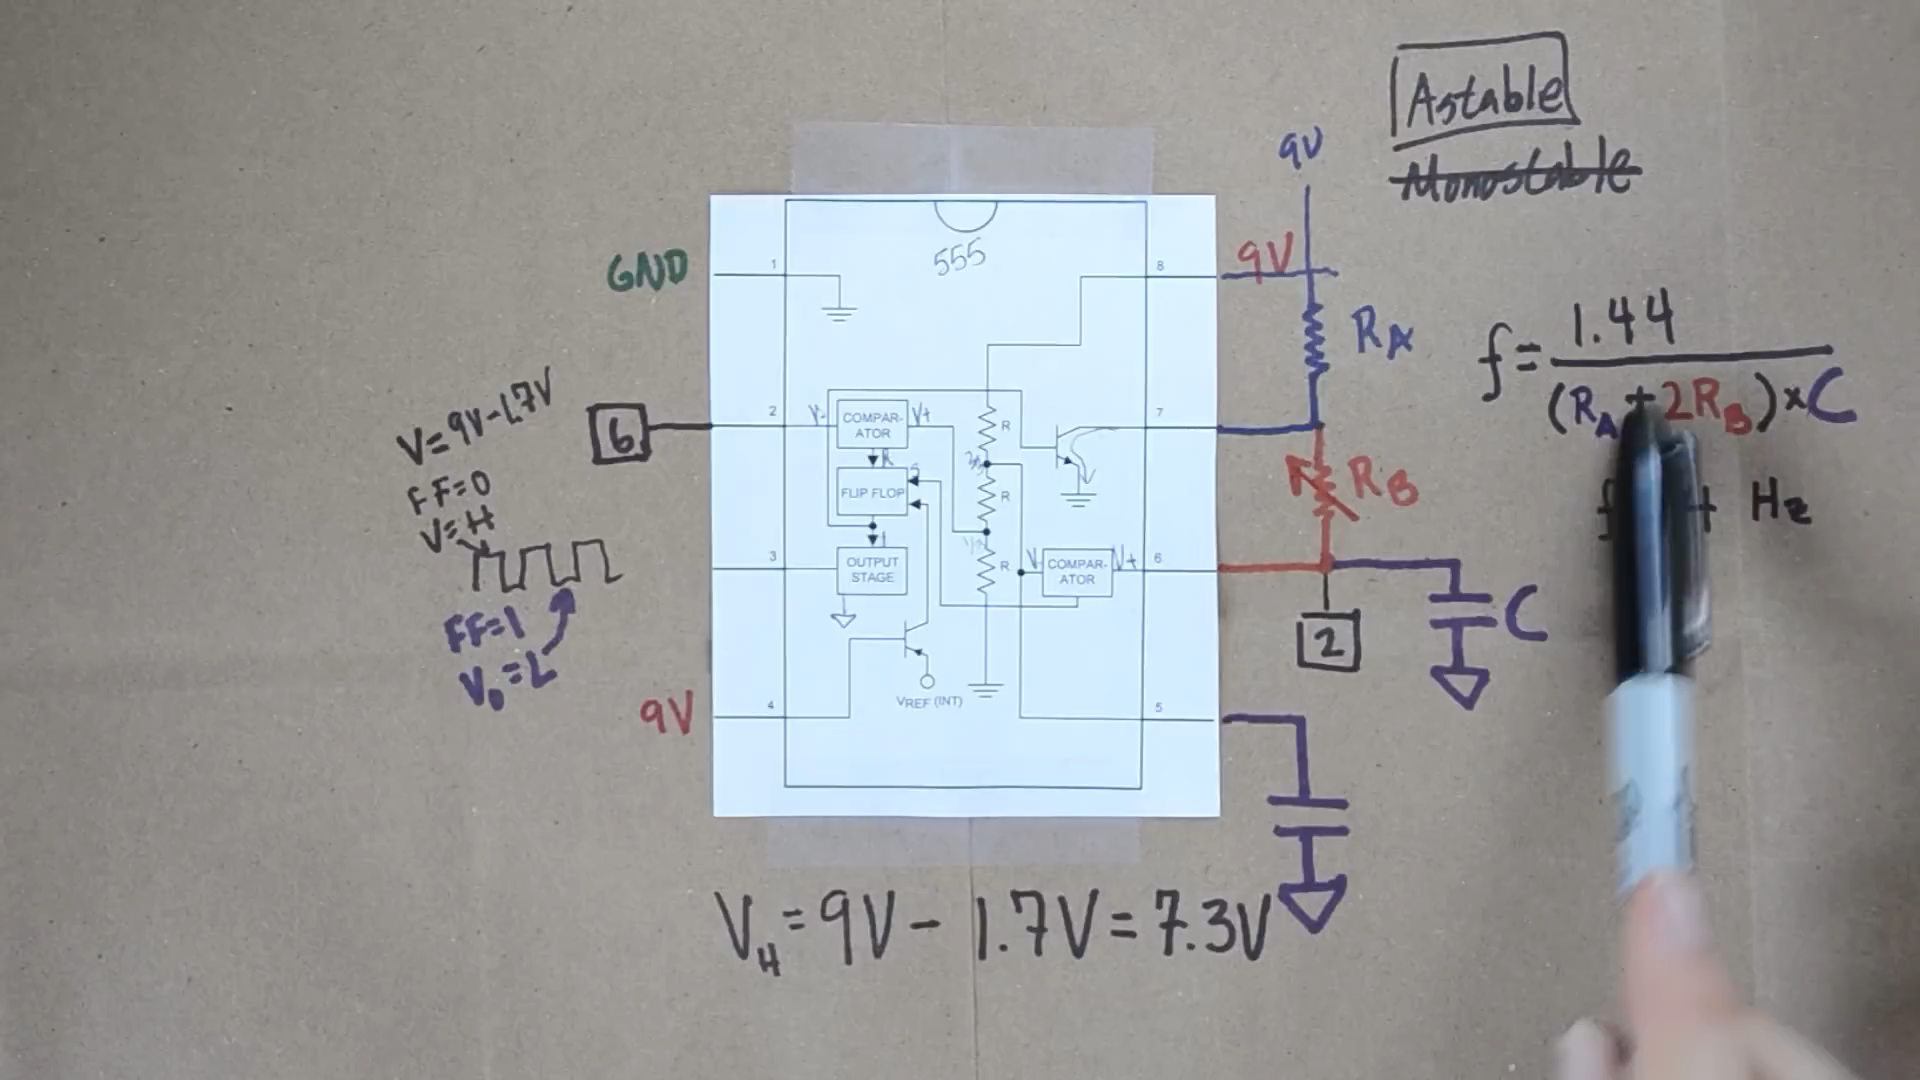 Astable
Monostable
9V
GND
1
555
8
9V
RA
f = 1.44
(RA + 2RB) × C
Hz
V=9V-1.7V
FF=0
V=H
6
2
V-
COMPAR-
ATOR
V+
R
FLIP FLOP
S
R
2/3
R
R
7
RB
3
OUTPUT
STAGE
V-
COMPAR-
ATOR
V+
6
2
C
FF=1
Vo=L
9V
4
VREF (INT)
5
VH = 9V - 1.7V = 7.3V